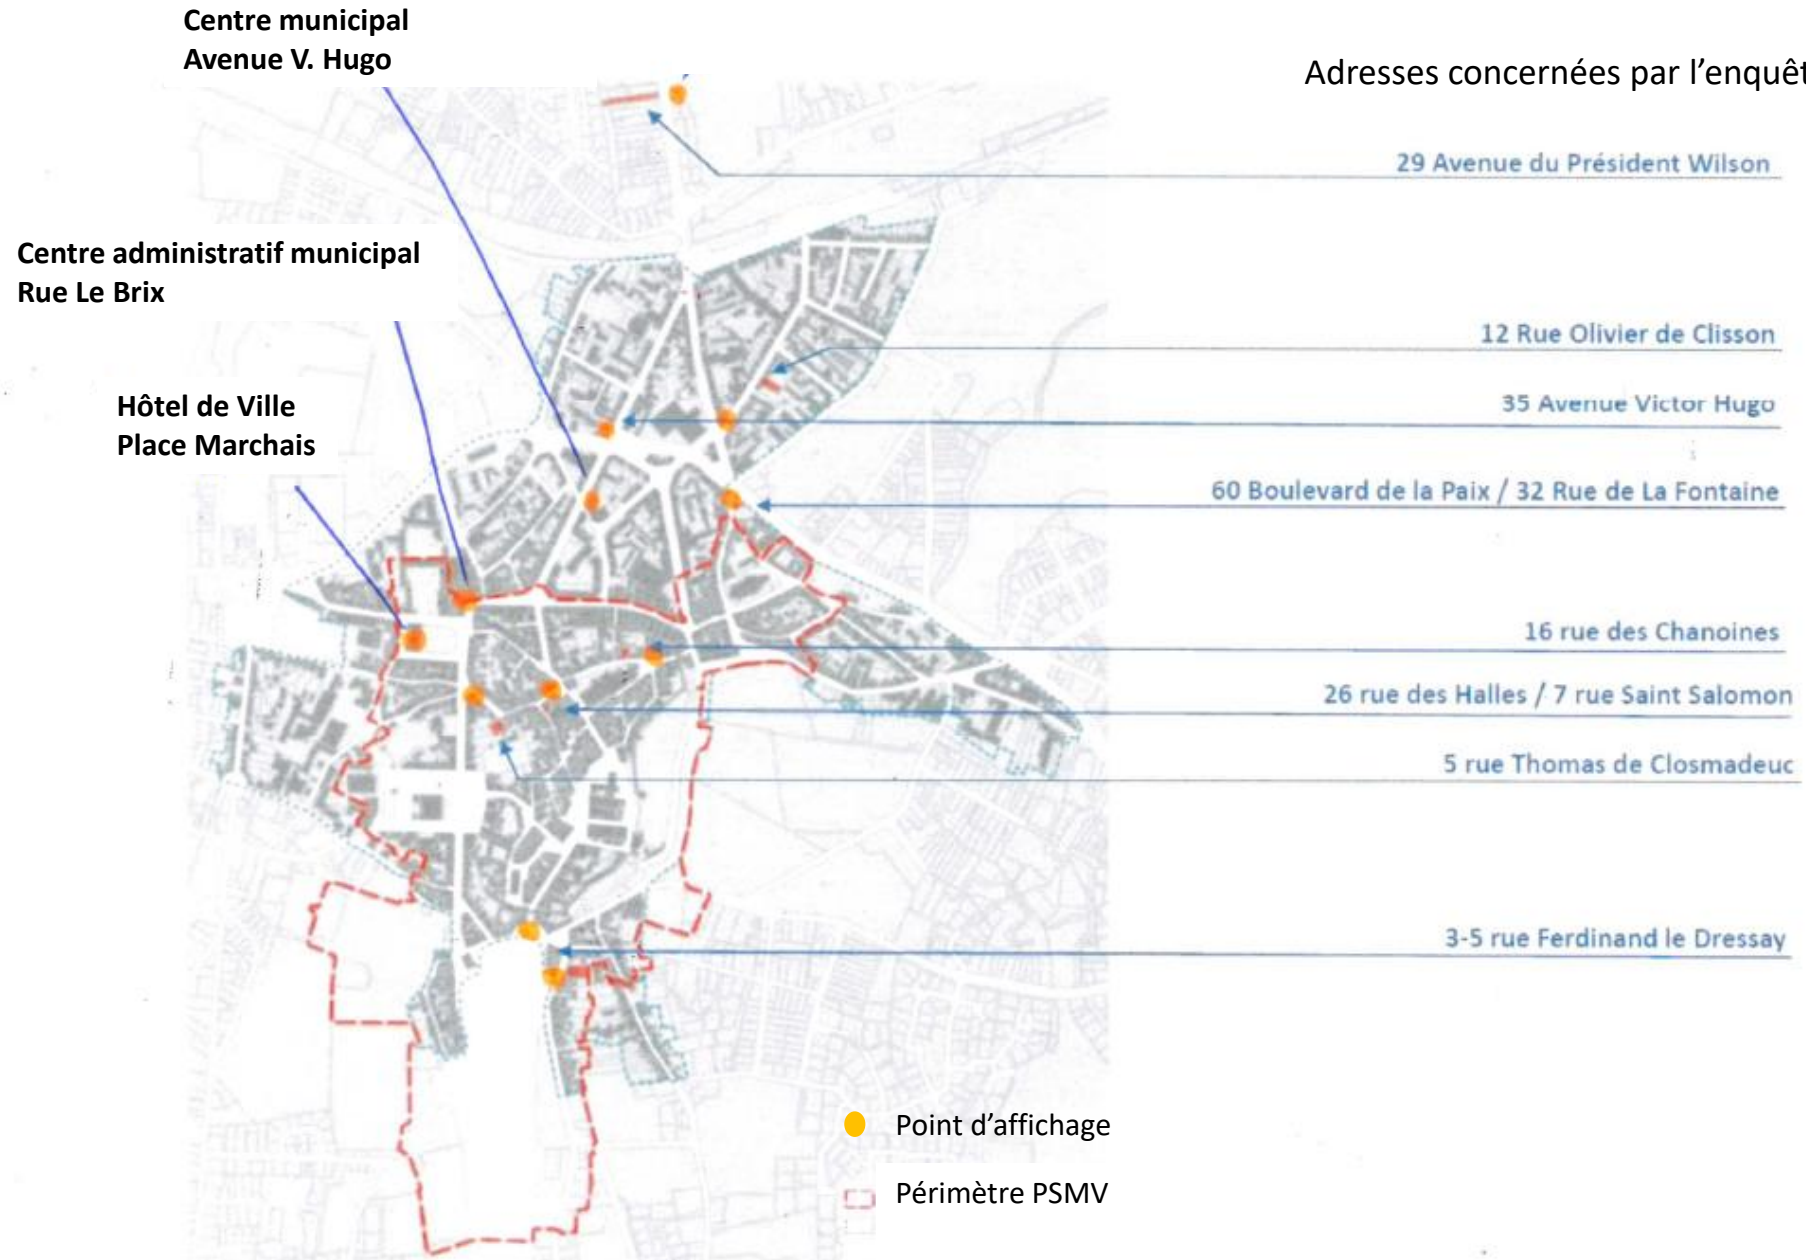 Centre municipal
Avenue V. Hugo
Adresses concernées par l'enquêt
29 Avenue du Président Wilson
Centre administratif municipal
Rue Le Brix
12 Rue Olivier de Clisson
Hôtel de Ville
Place Marchais
35 Avenue Victor Hugo
60 Boulevard de la Paix / 32 Rue de La Fontaine
16 rue des Chanoines
26 rue des Halles / 7 rue Saint Salomon
5 rue Thomas de Closmadeuc
3-5 rue Ferdinand le Dressay
Point d'affichage
Périmètre PSMV